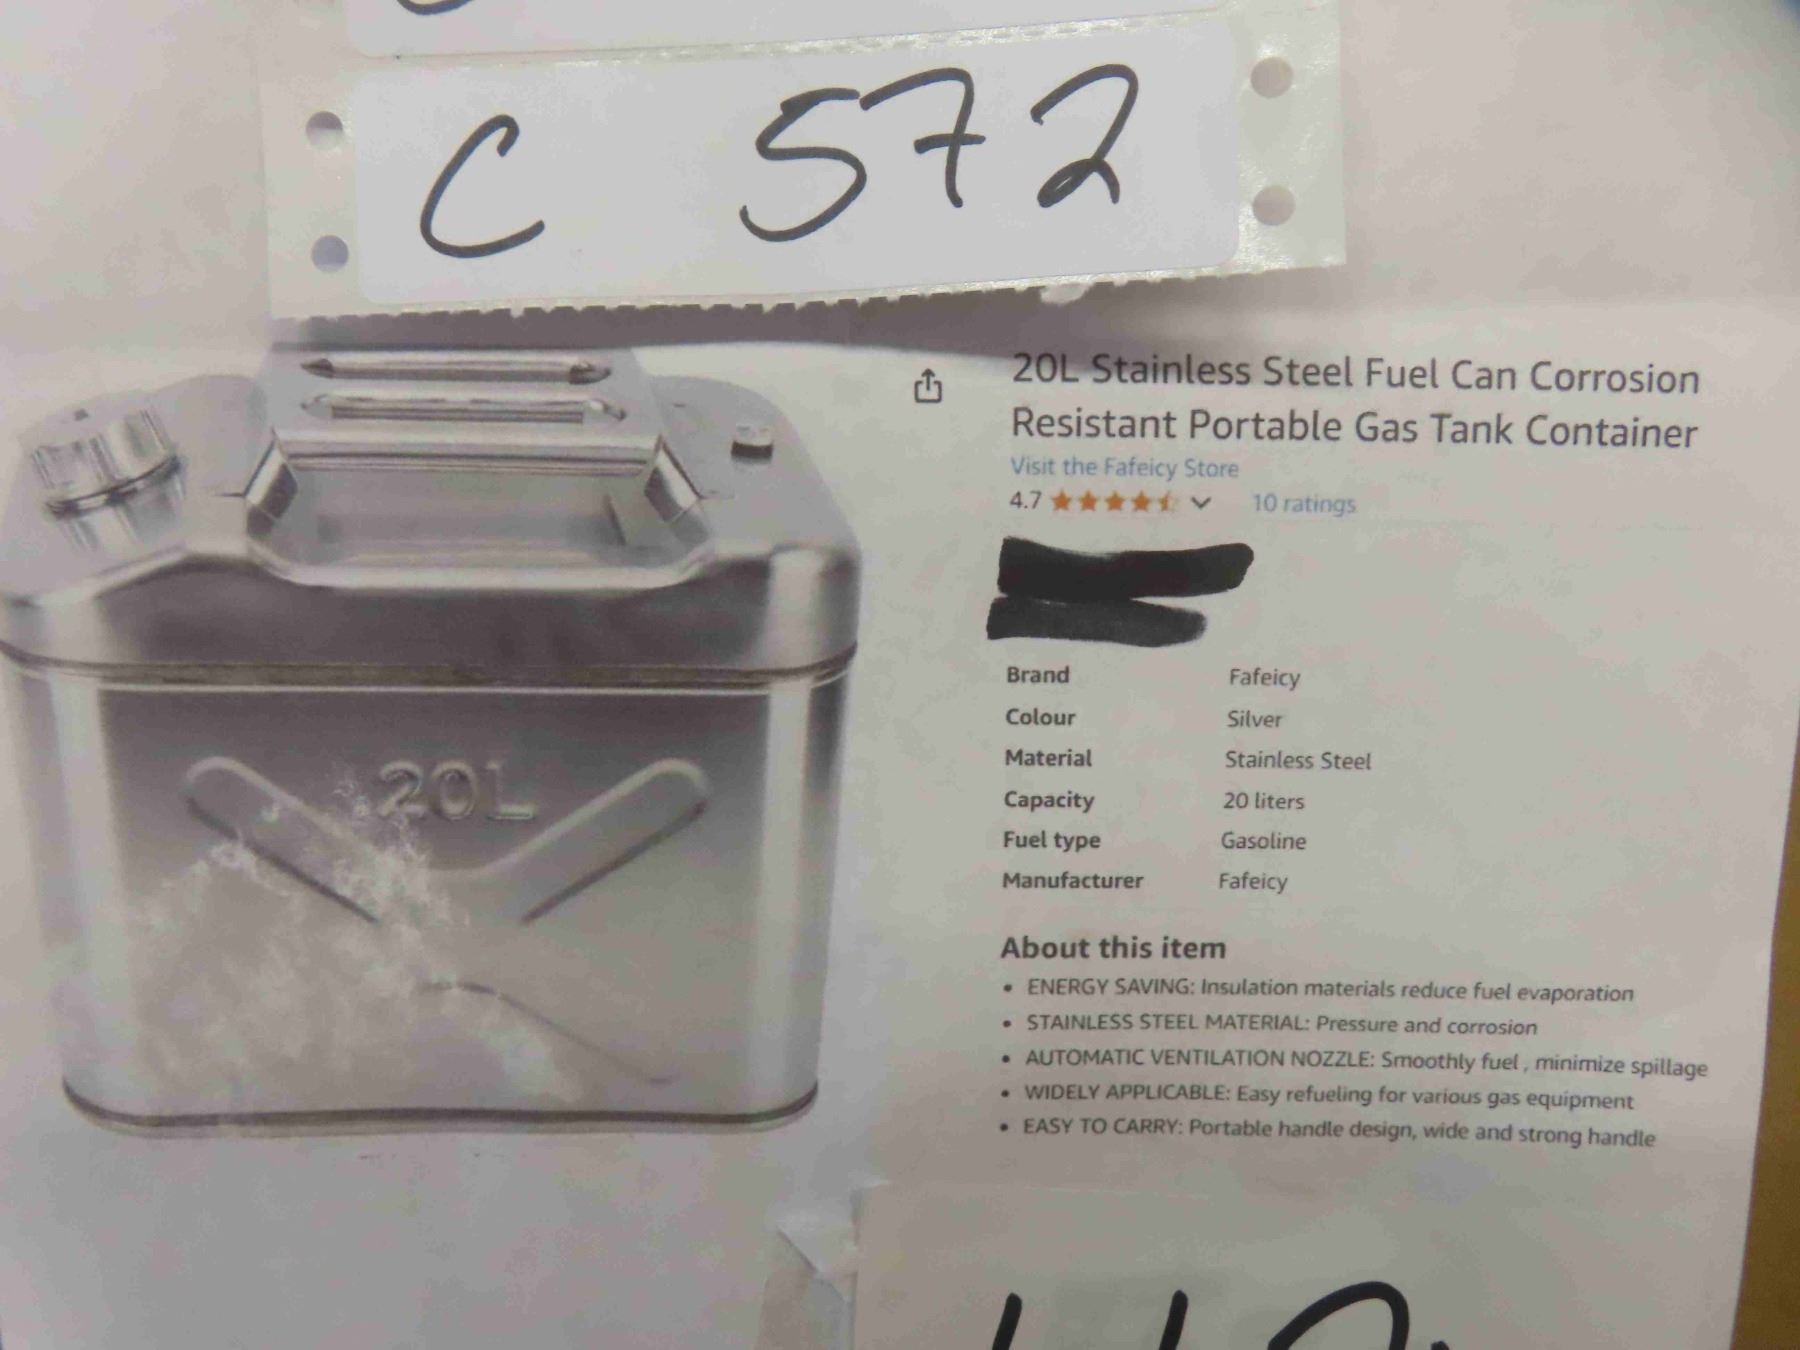 C 572
20L Stainless Steel Fuel Can Corrosion
Resistant Portable Gas Tank Container
Visit the Fafeicy Store
4.7 10 ratings
Brand Fafeicy
Colour Silver
Material Stainless Steel
Capacity 20 liters
Fuel type Gasoline
Manufacturer Fafeicy
About this item
• ENERGY SAVING: Insulation materials reduce fuel evaporation
• STAINLESS STEEL MATERIAL: Pressure and corrosion
• AUTOMATIC VENTILATION NOZZLE: Smoothly fuel , minimize spillage
• WIDELY APPLICABLE: Easy refueling for various gas equipment
• EASY TO CARRY: Portable handle design, wide and strong handle
20L